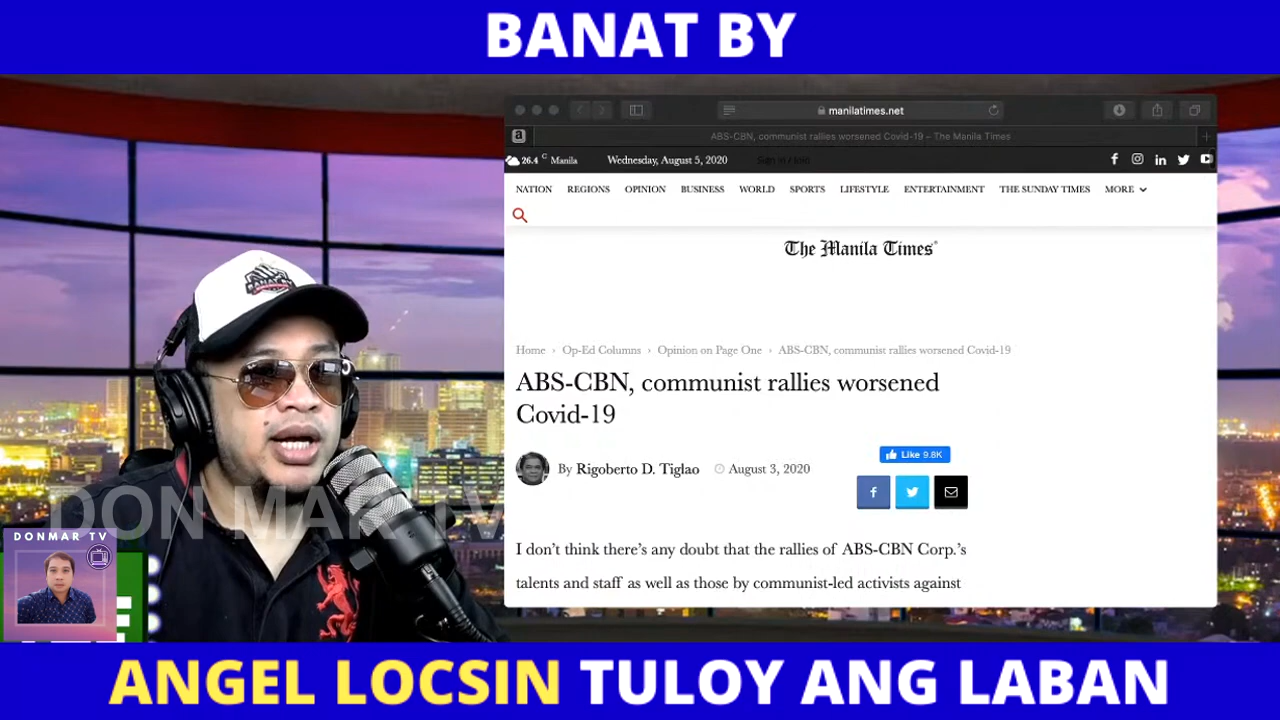 BANAT BY
manilatimes.net
a
ABS-CBN, communist rallies worsened Covid-19 – The Manila Times
26.4 C Manila
Wednesday, August 5, 2020
NATION REGIONS OPINION BUSINESS WORLD SPORTS LIFESTYLE ENTERTAINMENT THE SUNDAY TIMES MORE
The Manila Times
Home › Op-Ed Columns › Opinion on Page One › ABS-CBN, communist rallies worsened Covid-19
ABS-CBN, communist rallies worsened
Covid-19
Like 9.8K
By Rigoberto D. Tiglao August 3, 2020
I don't think there's any doubt that the rallies of ABS-CBN Corp.'s
talents and staff as well as those by communist-led activists against
BANAT BY
DON MAR TV
DONMAR TV
ANGEL LOCSIN TULOY ANG LABAN